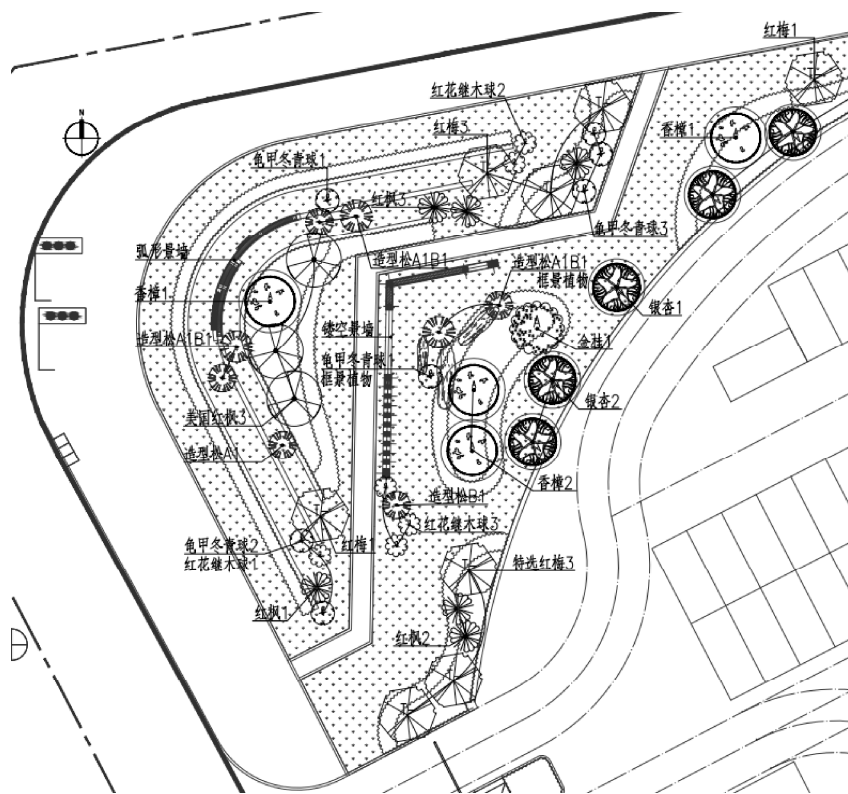 红梅1
红花继木球2
红梅3
香樟1
龟甲冬青球1
红枫3
龟甲冬青球3
N
弧形景墙
造型松A1B1
造型松A1B1
框景植物
香樟1
银杏1
镂空景墙
金桂1
造型松A1B1
龟甲冬青球1
框景植物
银杏2
美国红枫3
造型松A1
香樟2
造型松B1
红花继木球3
龟甲冬青球2
红花继木球1
红梅1
特选红梅3
红枫1
红枫2